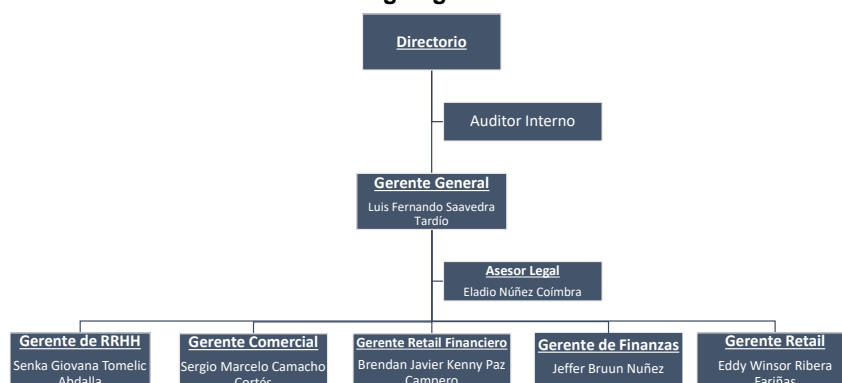 Directorio
Auditor Interno
Gerente General
Luis Fernando Saavedra
Tardío
Asesor Legal
Eladio Núñez Coímbra
Gerente de RRHH
Senka Giovana Tomelic
Abdalla
Gerente Comercial
Sergio Marcelo Camacho
Cortés
Gerente Retail Financiero
Brendan Javier Kenny Paz
Campero
Gerente de Finanzas
Jeffer Bruun Nuñez
Gerente Retail
Eddy Winsor Ribera
Fariñas